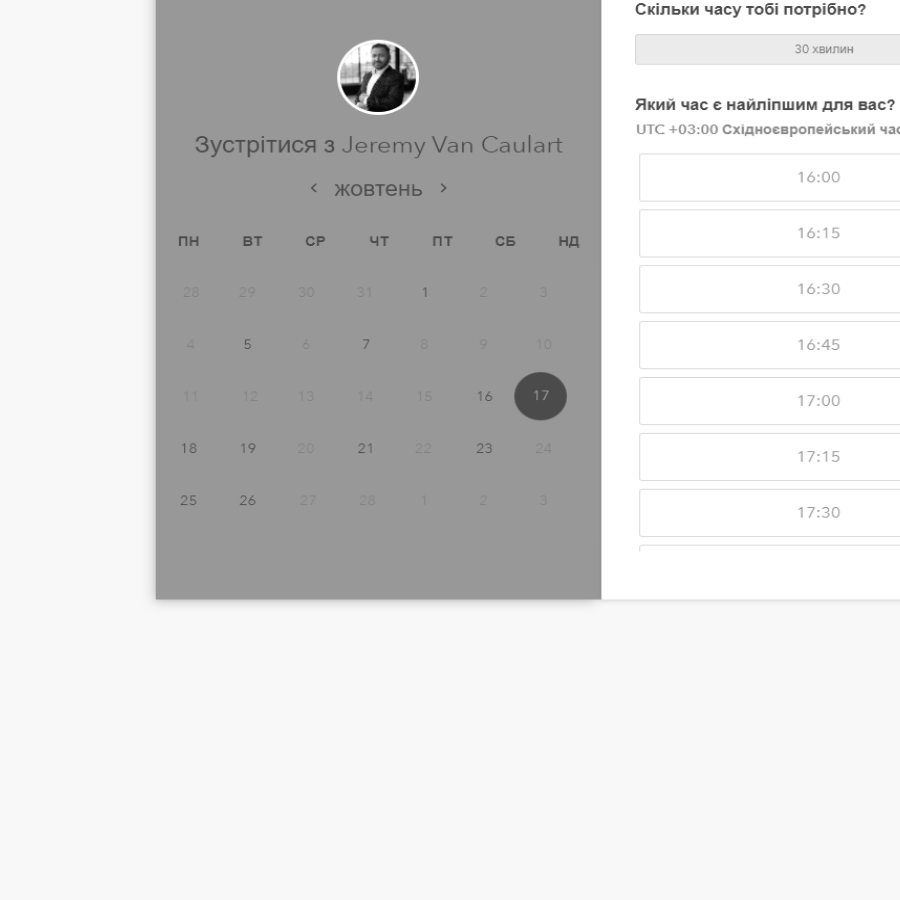 Зустрітися з Jeremy Van Caulart
‹ жовтень ›
ПН ВТ СР ЧТ ПТ СБ НД
28 29 30 31 1 2 3
4 5 6 7 8 9 10
11 12 13 14 15 16 17
18 19 20 21 22 23 24
25 26 27 28 1 2 3
Скільки часу тобі потрібно?
30 хвилин
Який час є найліпшим для вас?
UTC +03:00 Східноєвропейський
16:00
16:15
16:30
16:45
17:00
17:15
17:30